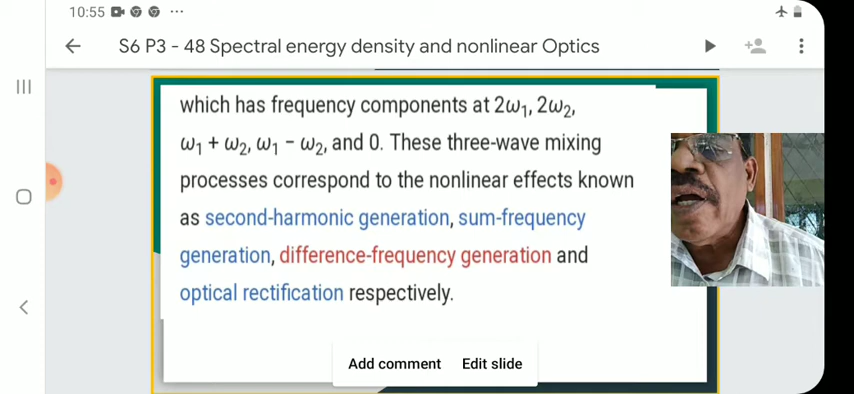 10:55
S6 P3 - 48 Spectral energy density and nonlinear Optics
which has frequency components at 2ω₁, 2ω₂,
ω₁ + ω₂, ω₁ − ω₂, and 0. These three-wave mixing
processes correspond to the nonlinear effects known
as second-harmonic generation, sum-frequency
generation, difference-frequency generation and
optical rectification respectively.
Add comment Edit slide